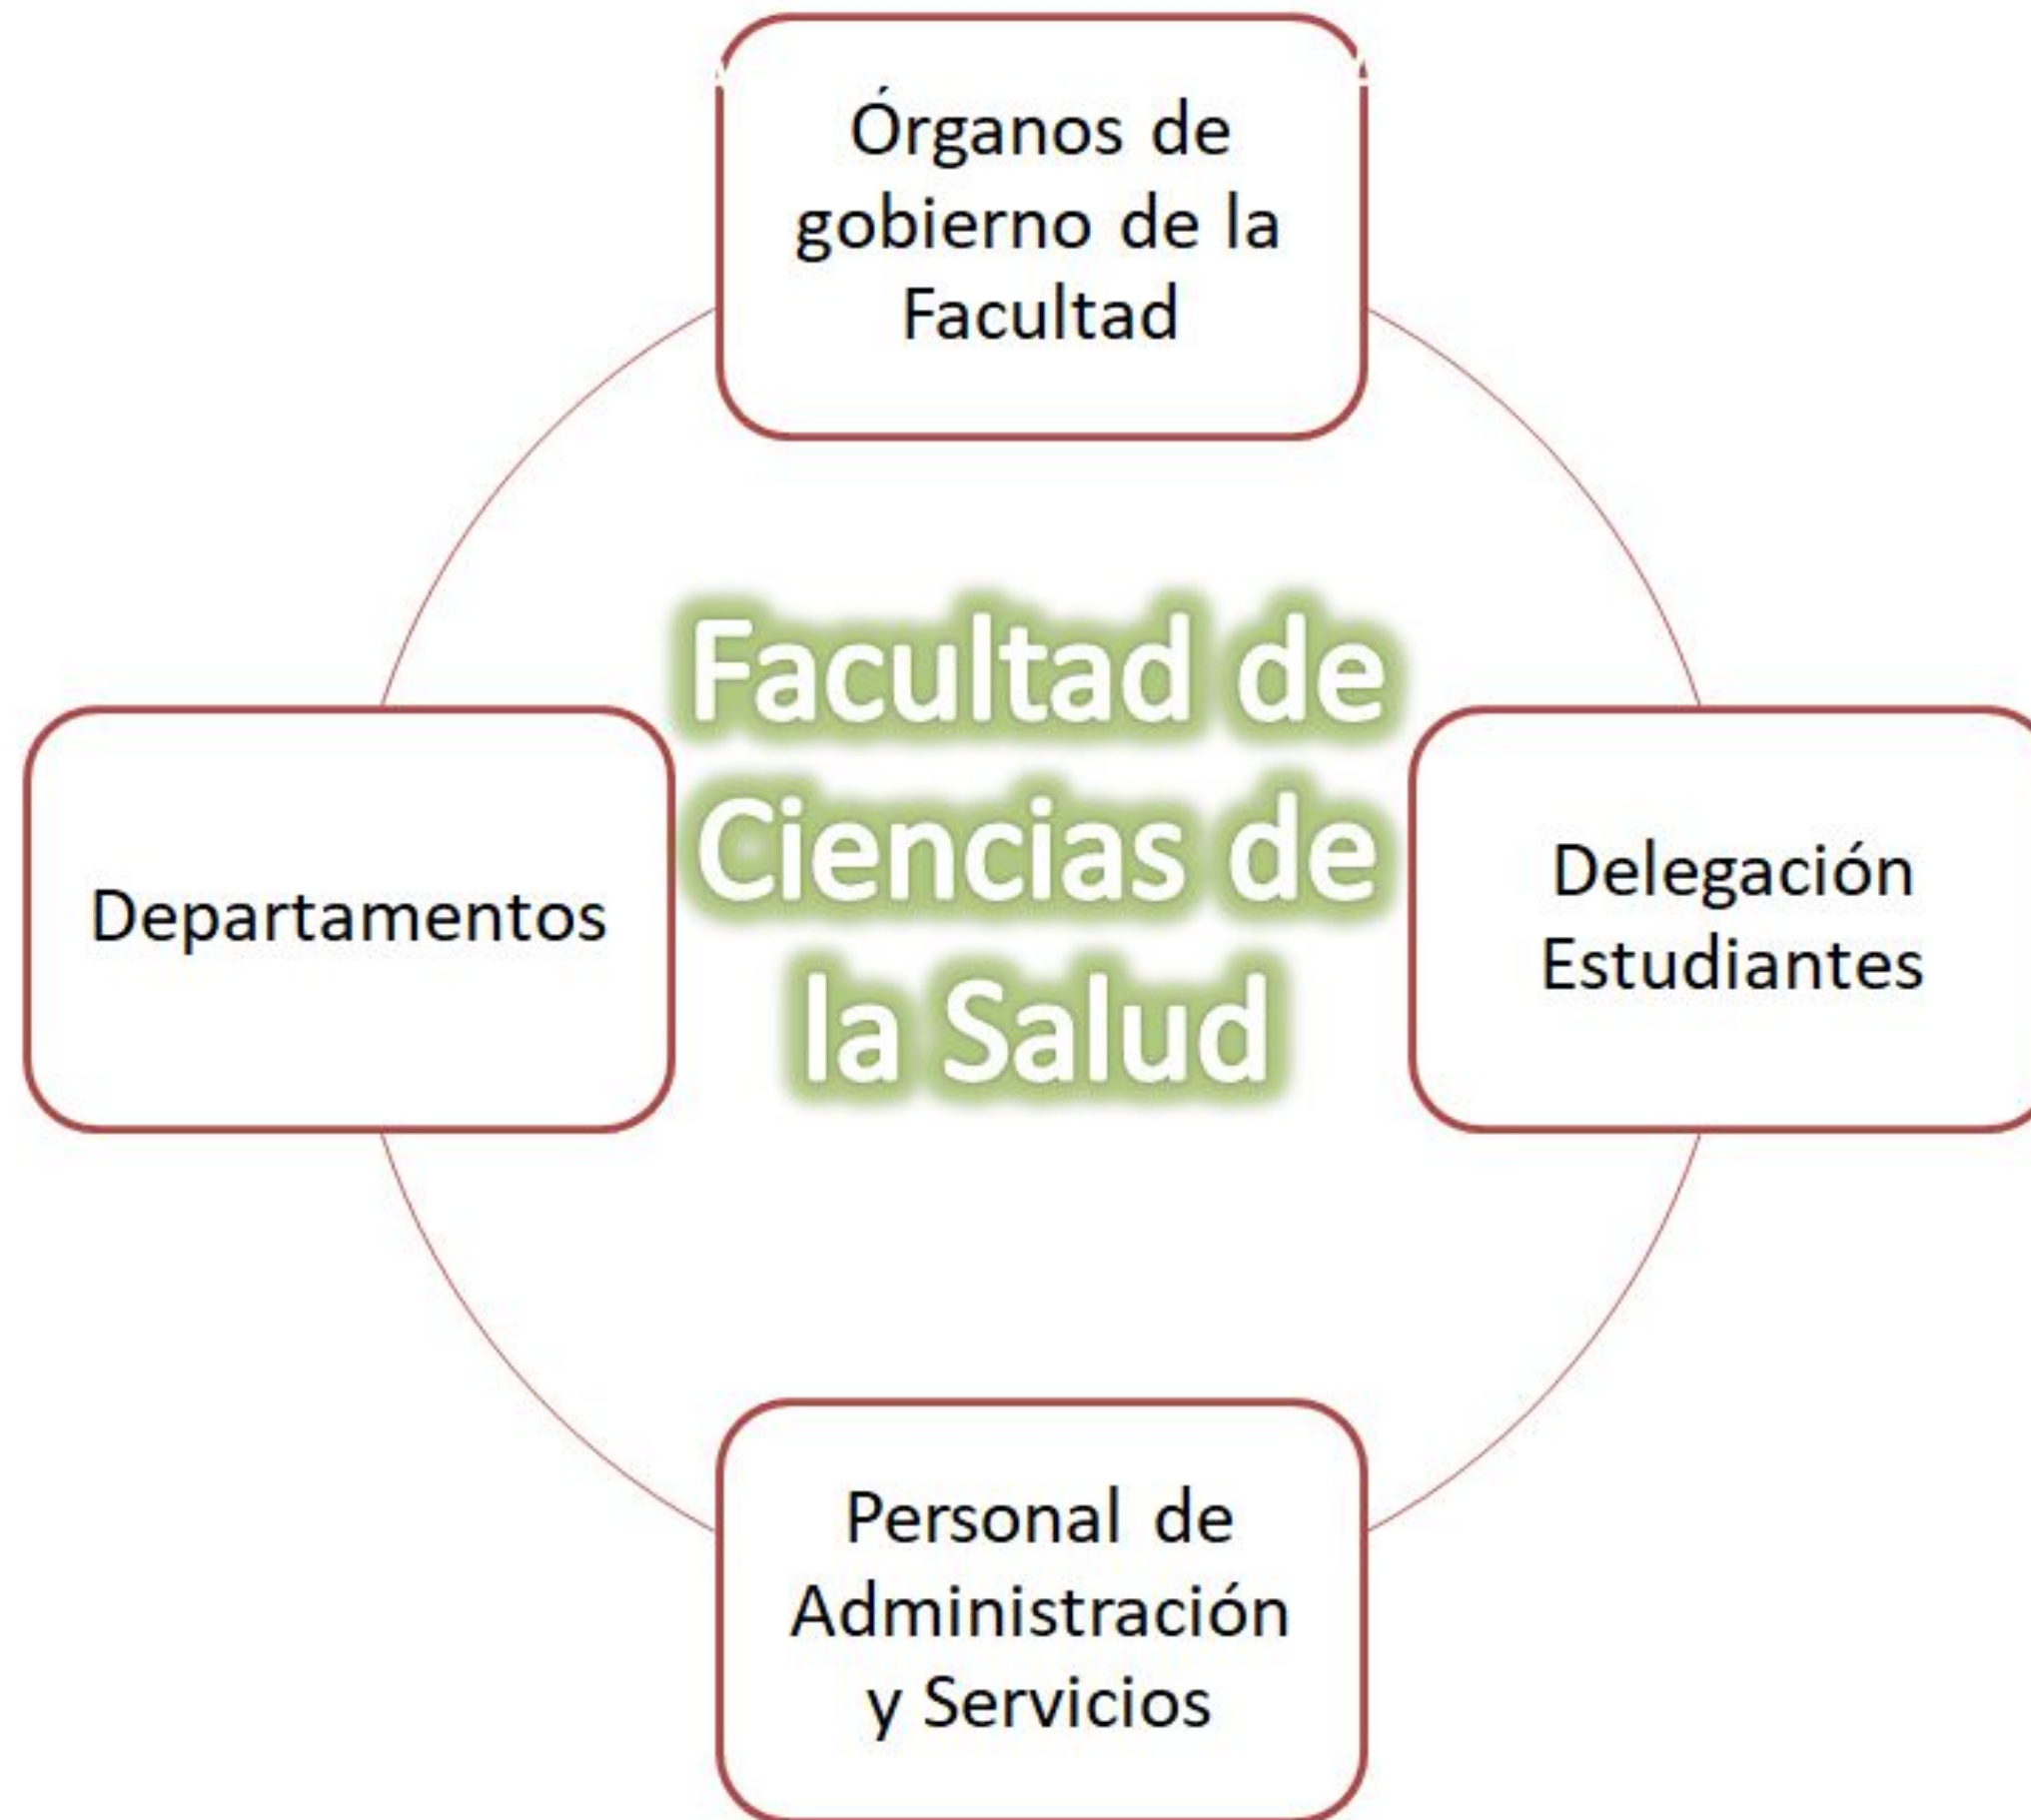 Órganos de
gobierno de la
Facultad
Facultad de
Ciencias de
la Salud
Departamentos
Delegación
Estudiantes
Personal de
Administración
y Servicios